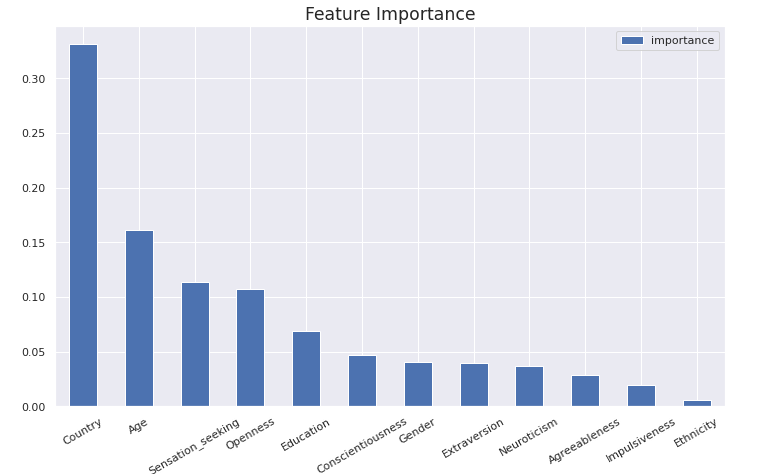 Feature Importance
importance
0.30
0.25
0.20
0.15
0.10
0.05
0.00
Country
Age
Sensation_seeking
Openness
Education
Conscientiousness
Gender
Extraversion
Neuroticism
Agreeableness
Impulsiveness
Ethnicity